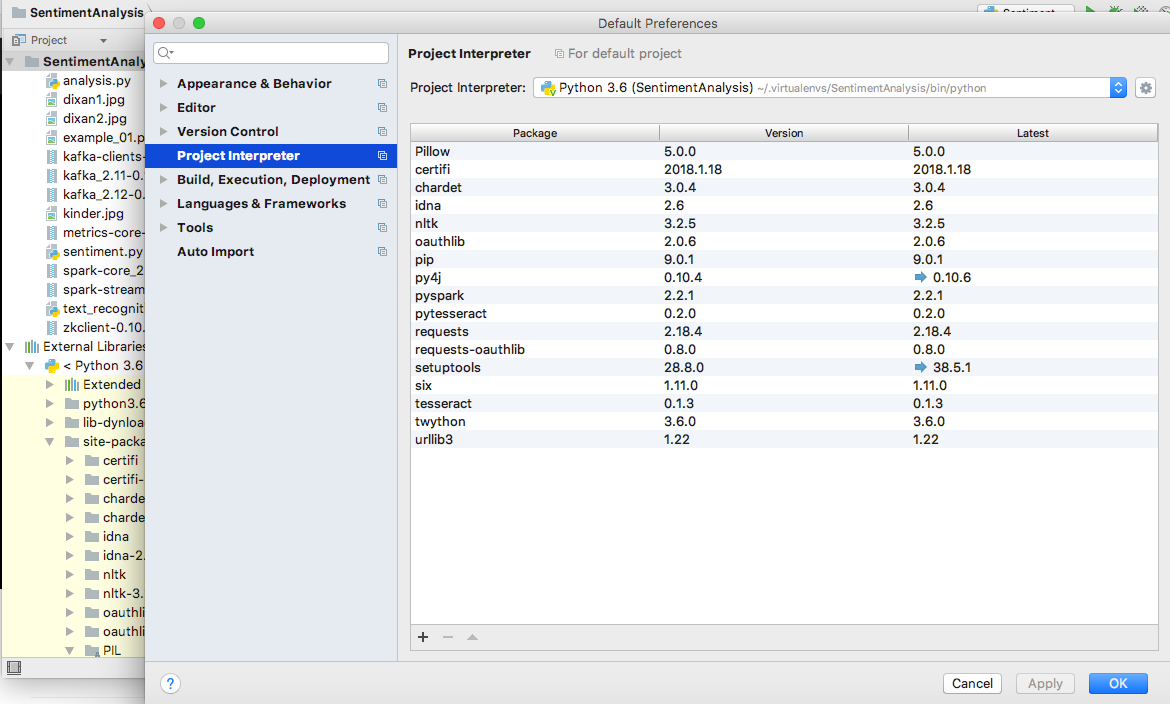 SentimentAnalysis
Sentiment
Project
SentimentAnaly
analysis.py
dixan1.jpg
dixan2.jpg
example_01.p
kafka-clients-
kafka_2.11-0.
kafka_2.12-0.
kinder.jpg
metrics-core-
sentiment.py
spark-core_2
spark-stream
text_recognit
zkclient-0.10.
External Libraries
< Python 3.6
Extended
python3.6
lib-dynloa
site-packa
certifi
certifi-
charde
charde
idna
idna-2.
nltk
nltk-3.
oauthli
oauthli
PIL
Default Preferences
Appearance & Behavior
Editor
Version Control
Project Interpreter
Build, Execution, Deployment
Languages & Frameworks
Tools
Auto Import
Project Interpreter For default project
Project Interpreter: Python 3.6 (SentimentAnalysis) ~/.virtualenvs/SentimentAnalysis/bin/python
Package Version Latest
Pillow 5.0.0 5.0.0
certifi 2018.1.18 2018.1.18
chardet 3.0.4 3.0.4
idna 2.6 2.6
nltk 3.2.5 3.2.5
oauthlib 2.0.6 2.0.6
pip 9.0.1 9.0.1
py4j 0.10.4 0.10.6
pyspark 2.2.1 2.2.1
pytesseract 0.2.0 0.2.0
requests 2.18.4 2.18.4
requests-oauthlib 0.8.0 0.8.0
setuptools 28.8.0 38.5.1
six 1.11.0 1.11.0
tesseract 0.1.3 0.1.3
twython 3.6.0 3.6.0
urllib3 1.22 1.22
? Cancel Apply OK